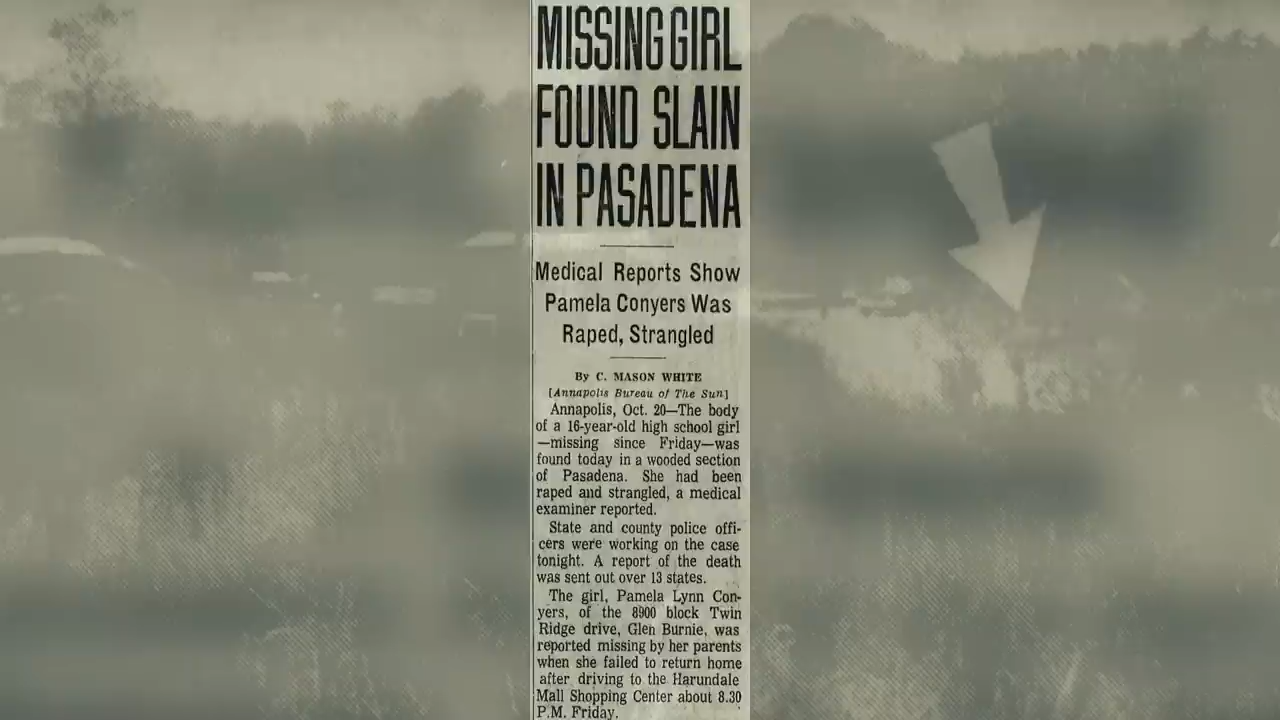 MISSING GIRL
FOUND SLAIN
IN PASADENA
Medical Reports Show
Pamela Conyers Was
Raped, Strangled
By C. MASON WHITE
[Annapolis Bureau of The Sun]
Annapolis, Oct. 20—The body
of a 16-year-old high school girl
—missing since Friday—was
found today in a wooded section
of Pasadena. She had been
raped and strangled, a medical
examiner reported.
State and county police offi-
cers were working on the case
tonight. A report of the death
was sent out over 13 states.
The girl, Pamela Lynn Con-
yers, of the 8900 block Twin
Ridge drive, Glen Burnie, was
reported missing by her parents
when she failed to return home
after driving to the Harundale
Mall Shopping Center about 8.30
P.M. Friday.